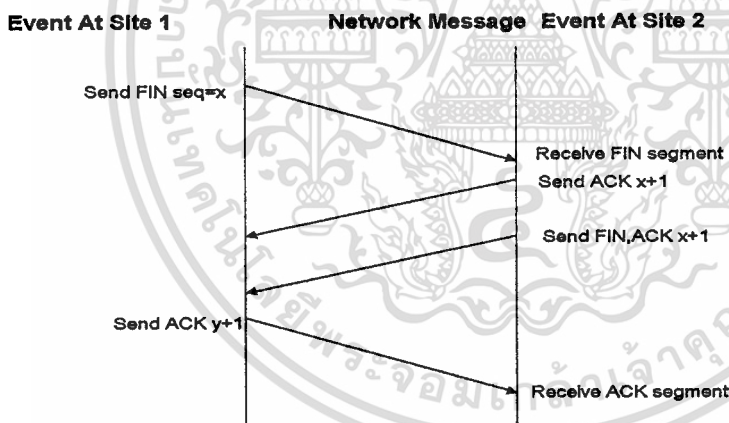 Event At Site 1
Network Message
Event At Site 2
Send FIN seq=x
Receive FIN segment
Send ACK x+1
Send FIN,ACK x+1
Send ACK y+1
Receive ACK segment